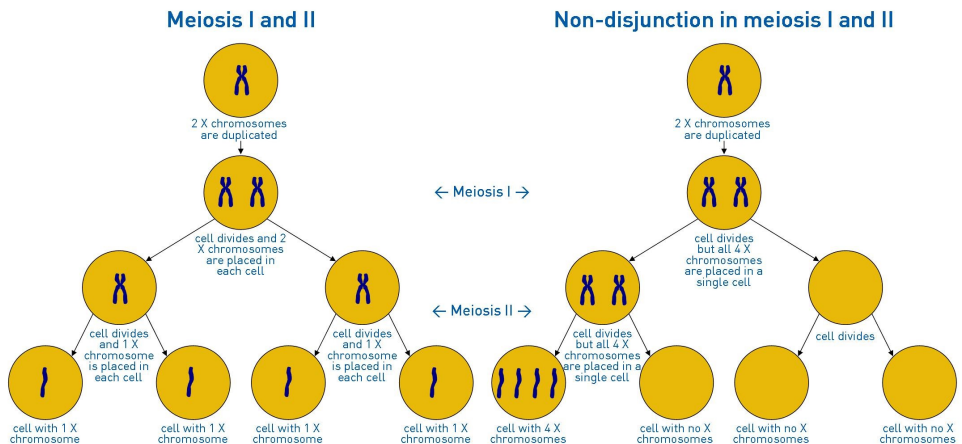 Meiosis I and II
Non-disjunction in meiosis I and II
2 X chromosomes
are duplicated
2 X chromosomes
are duplicated
← Meiosis I →
cell divides and 2
X chromosomes
are placed in
each cell
cell divides
but all 4 X
chromosomes
are placed in a
single cell
← Meiosis II →
cell divides
and 1 X
chromosome
is placed in
each cell
cell divides
and 1 X
chromosome
is placed in
each cell
cell divides
but all 4 X
chromosomes
are placed in a
single cell
cell divides
cell with 1 X
chromosome
cell with 1 X
chromosome
cell with 1 X
chromosome
cell with 1 X
chromosome
cell with 4 X
chromosomes
cell with no X
chromosomes
cell with no X
chromosomes
cell with no X
chromosomes